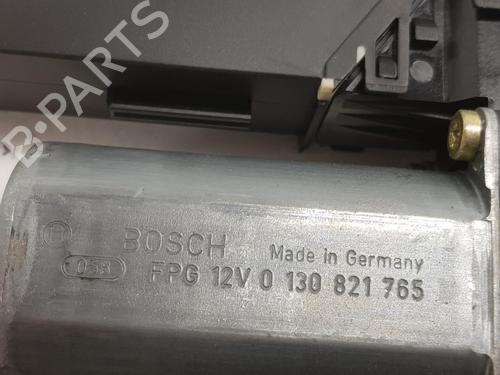 B-PARTS
BOSCH Made in Germany
058 FPG 12V 0 130 821 765